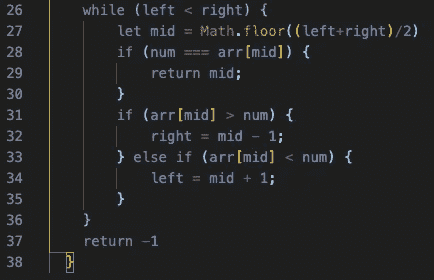 26 while (left < right) {
27 let mid = Math.floor((left+right)/2)
28 if (num === arr[mid]) {
29 return mid;
30 }
31 if (arr[mid] > num) {
32 right = mid - 1;
33 } else if (arr[mid] < num) {
34 left = mid + 1;
35 }
36 }
37 return -1
38 }